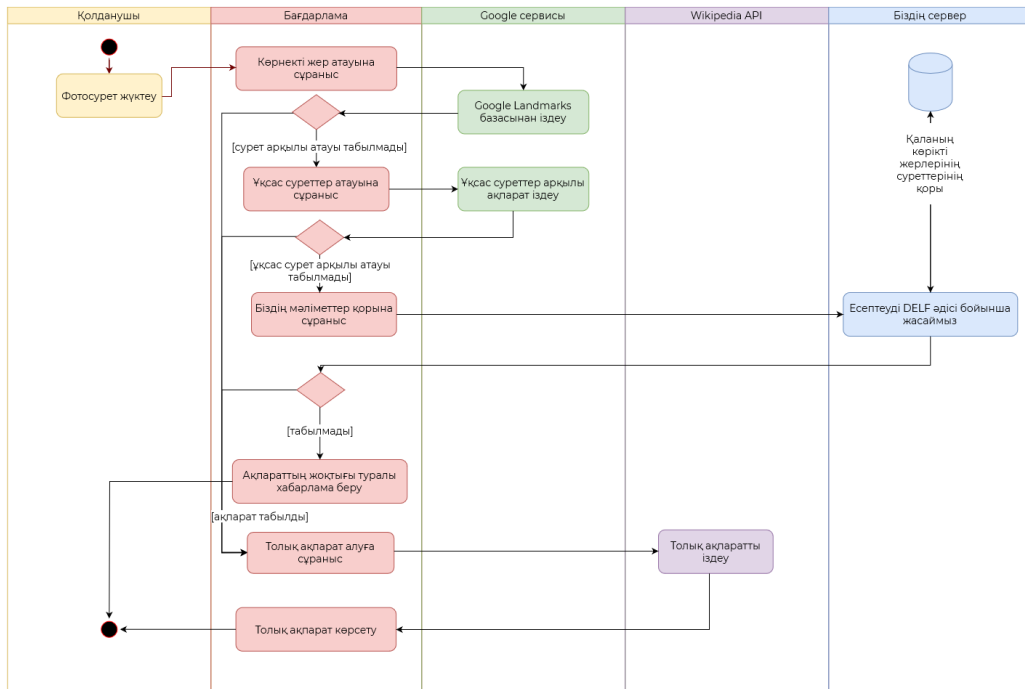 Қолданушы
Бағдарлама
Google сервисы
Wikipedia API
Біздің сервер
Фотосурет жүктеу
Көрнекті жер атауына
сұраныс
Google Landmarks
базасынан іздеу
[сурет арқылы атауы табылмады]
Ұқсас суреттер атауына
сұраныс
Ұқсас суреттер арқылы
ақпарат іздеу
Қаланың
көрікті
жерлерінің
суреттерінің
қоры
[ұқсас сурет арқылы атауы
табылмады]
Біздің мәліметтер қорына
сұраныс
Есептеуді DELF әдісі бойынша
жасаймыз
[табылмады]
Ақпараттың жоқтығы туралы
хабарлама беру
[ақпарат табылды]
Толық ақпарат алуға
сұраныс
Толық ақпаратты
іздеу
Толық ақпарат көрсету